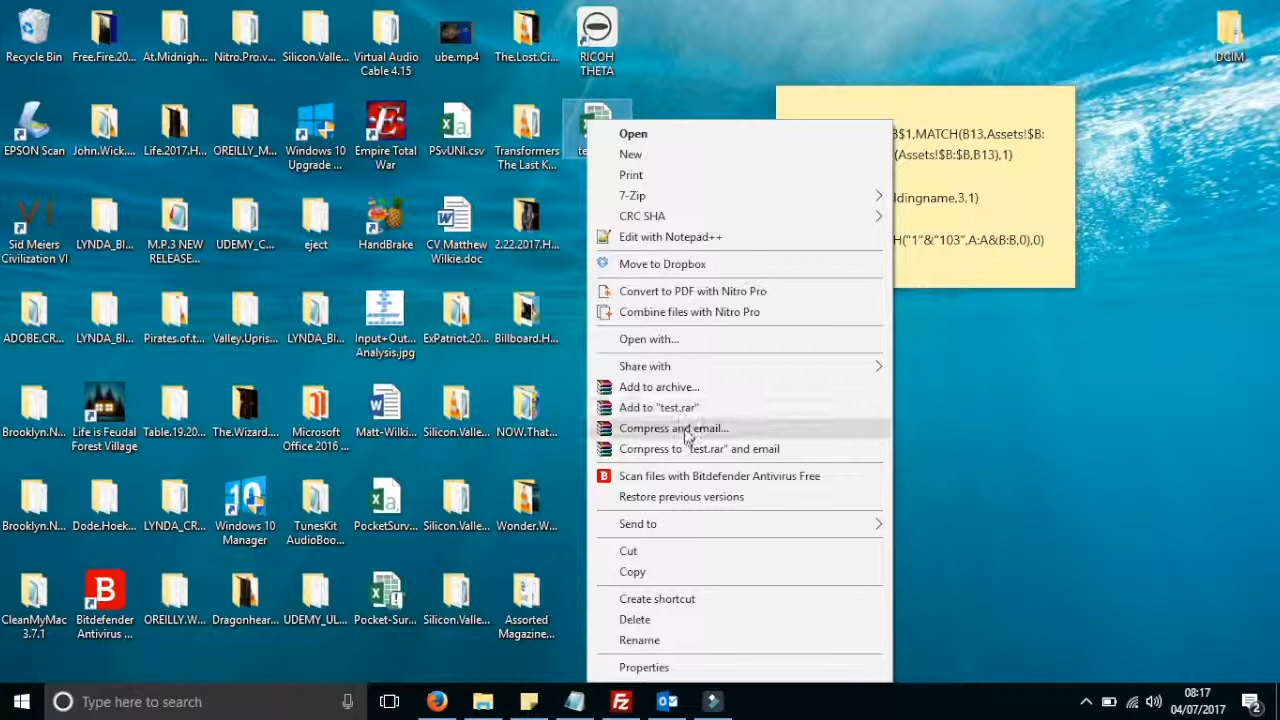 Recycle Bin
Free.Fire.20...
At.Midnigh...
Nitro.Pro.v...
Silicon.Valle...
Virtual Audio
Cable 4.15
ube.mp4
The.Lost.Ci...
RICOH
THETA
DGIM
EPSON Scan
John.Wick....
Life.2017.H...
OREILLY_M...
Windows 10
Upgrade ...
Empire Total
War
PSvUNI.csv
Transformers
The Last K...
Sid Meiers
Civilization VI
LYNDA_BI...
M.P.3 NEW
RELEASE...
UDEMY_C...
eject
HandBrake
CV Matthew
Wilkie.doc
2.22.2017.H...
ADOBE.CR...
LYNDA_BI...
Pirates.of.t...
Valley.Upris...
LYNDA_BI...
Input+Out...
Analysis.jpg
ExPatriot.20...
Billboard.H...
Brooklyn.N...
Life is Feudal
Forest Village
Table.19.20...
The.Wizard....
Microsoft
Office 2016 ...
Matt-Wilki...
Silicon.Valle...
NOW.That...
Brooklyn.N...
Dode.Hoek...
LYNDA_CR...
Windows 10
Manager
TunesKit
AudioBoo...
PocketSurv...
Silicon.Valle...
Wonder.W...
CleanMyMac
3.7.1
Bitdefender
Antivirus ...
OREILLY.W...
Dragonhear...
UDEMY_UL...
Pocket-Sur...
Silicon.Valle...
Assorted
Magazine...
Open
New
Print
7-Zip
CRC SHA
Edit with Notepad++
Move to Dropbox
Convert to PDF with Nitro Pro
Combine files with Nitro Pro
Open with...
Share with
Add to archive...
Add to "test.rar"
Compress and email...
Compress to "test.rar" and email
Scan files with Bitdefender Antivirus Free
Restore previous versions
Send to
Cut
Copy
Create shortcut
Delete
Rename
Properties
$1,MATCH(B13,Assets!$B:
(Assets!$B:$B,B13),1)
ldingname,3,1)
H("1"&"103",A:A&B:B,0),0)
Type here to search
08:17
04/07/2017
2